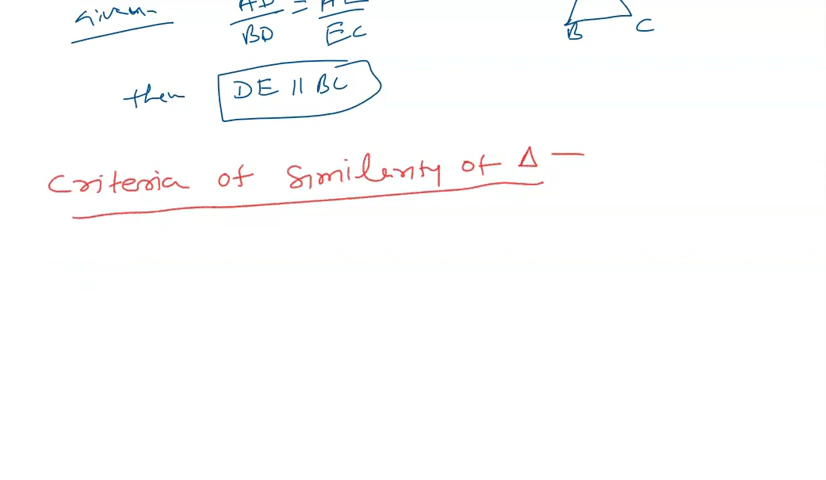 Given - AD/BD = AE/EC
B C
then DE || BC
Criteria of Similarity of Δ —